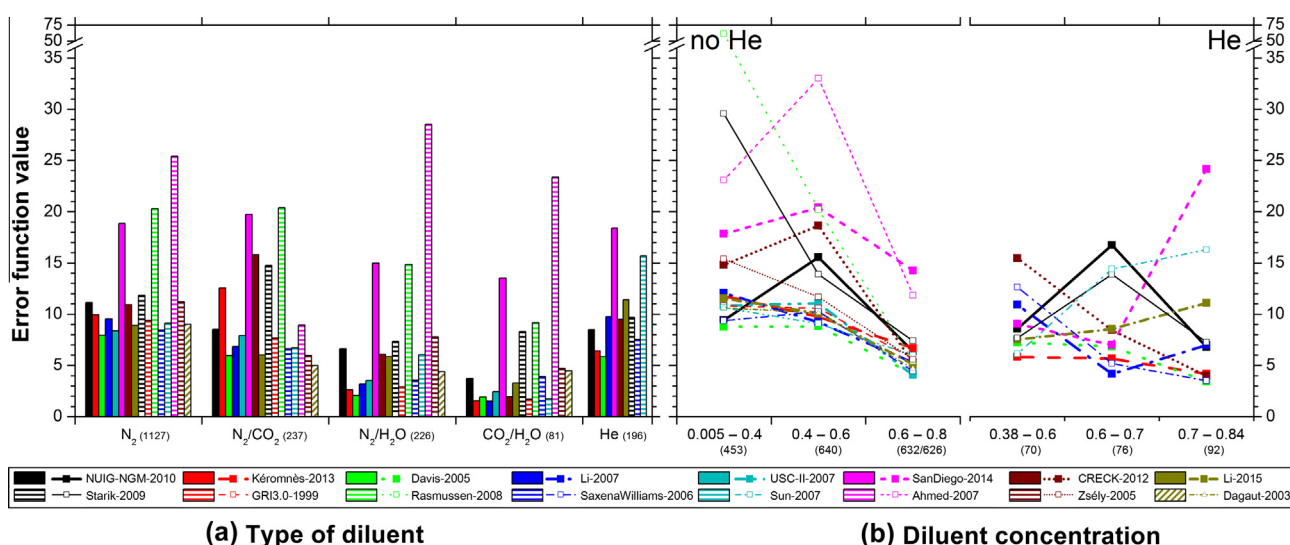 75
50
35
30
25
20
15
10
5
0
Error function value
N₂ (1127)
N₂/CO₂ (237)
N₂/H₂O (226)
CO₂/H₂O (81)
He (196)
no He
He
0.005 – 0.4
(453)
0.4 – 0.6
(640)
0.6 – 0.8
(632/626)
0.38 – 0.6
(70)
0.6 – 0.7
(76)
0.7 – 0.84
(92)
75
50
35
30
25
20
15
10
5
0
NUIG-NGM-2010 Kéromnès-2013 Davis-2005 Li-2007 USC-II-2007 SanDiego-2014 CRECK-2012 Li-2015
Starik-2009 GRI3.0-1999 Rasmussen-2008 SaxenaWilliams-2006 Sun-2007 Ahmed-2007 Zsély-2005 Dagaut-2003
(a) Type of diluent
(b) Diluent concentration